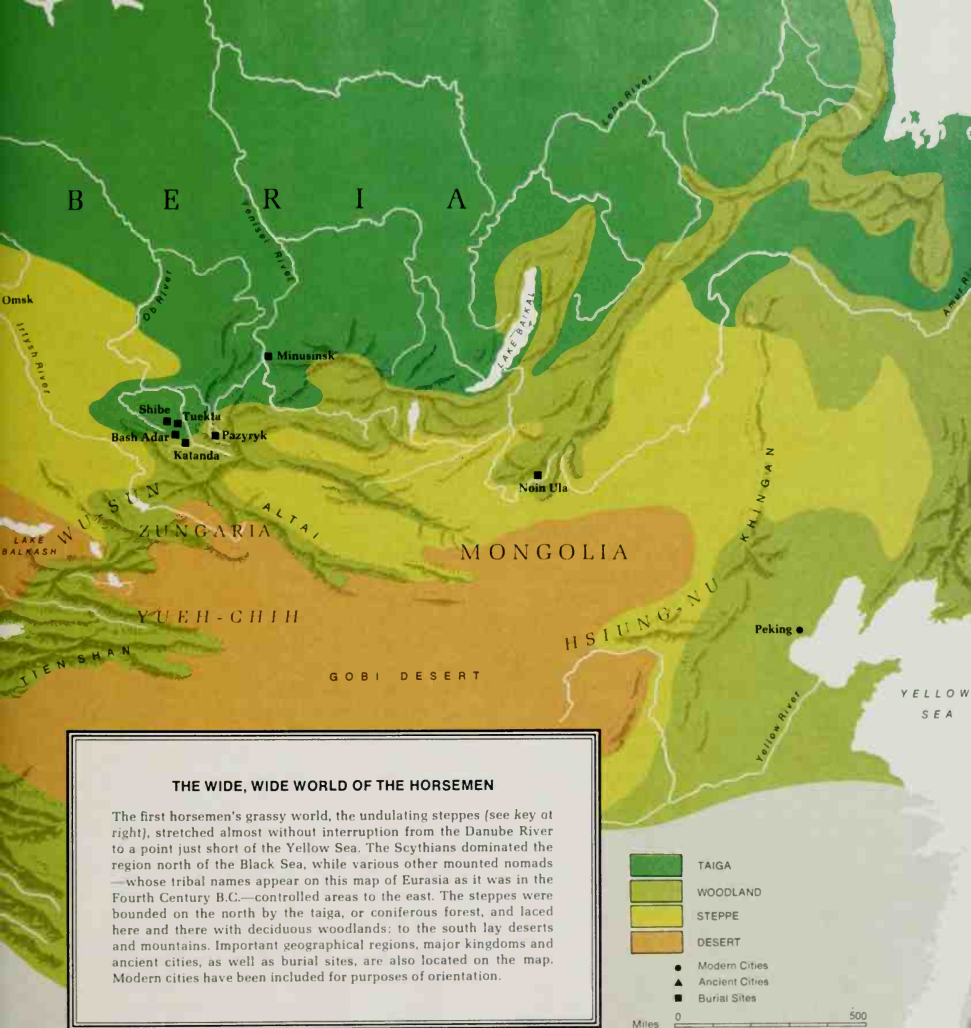 Lena River
B E R I A
Yenisei River
Omsk
Ob River
Irtysh River
LAKE BAIKAL
Amur Ri
Minusinsk
Shibe
Tuekta
Bash Adar
Pazyryk
Katanda
Noin Ula
WU-SUN
ALTAI
ZUNGARIA
KHINGAN
LAKE
BALKASH
MONGOLIA
YUEH-CHIH
HSIUNG-NU
Peking
TIEN SHAN
GOBI DESERT
YELLOW
SEA
Yellow River
THE WIDE, WIDE WORLD OF THE HORSEMEN
The first horsemen's grassy world, the undulating steppes (see key at
right), stretched almost without interruption from the Danube River
to a point just short of the Yellow Sea. The Scythians dominated the
region north of the Black Sea, while various other mounted nomads
—whose tribal names appear on this map of Eurasia as it was in the
Fourth Century B.C.—controlled areas to the east. The steppes were
bounded on the north by the taiga, or coniferous forest, and laced
here and there with deciduous woodlands; to the south lay deserts
and mountains. Important geographical regions, major kingdoms and
ancient cities, as well as burial sites, are also located on the map.
Modern cities have been included for purposes of orientation.
TAIGA
WOODLAND
STEPPE
DESERT
Modern Cities
Ancient Cities
Burial Sites
Miles 0 500